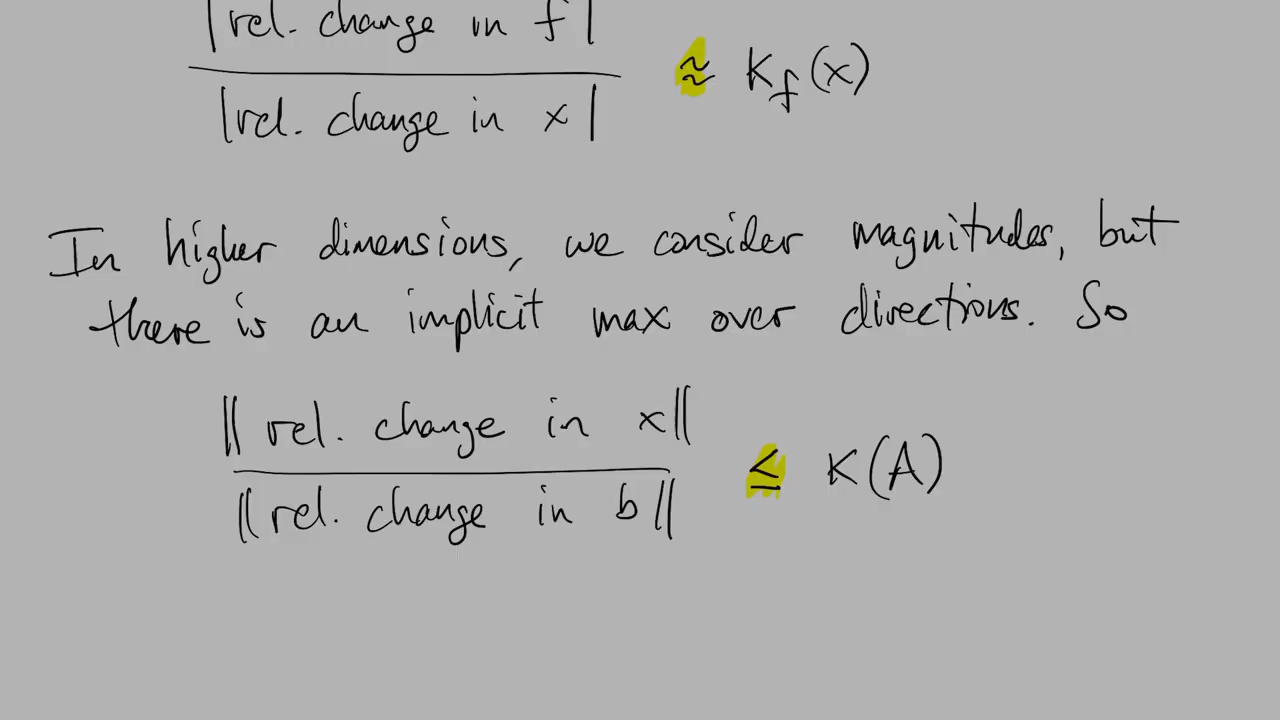 |rel. change in f|
|rel. change in x|
≈ K_f(x)
In higher dimensions, we consider magnitudes, but
there is an implicit max over directions. So
|| rel. change in x||
|| rel. change in b ||
≤ K(A)